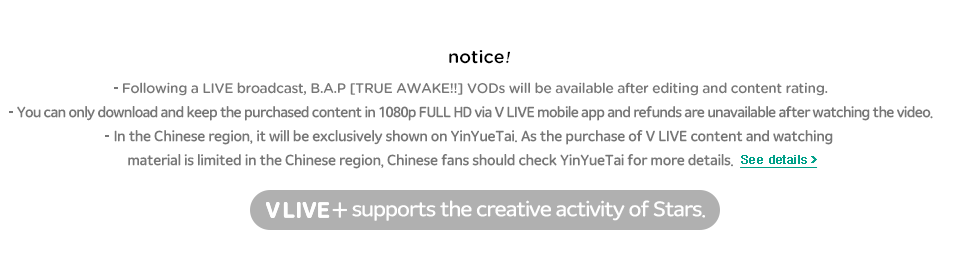 notice!
- Following a LIVE broadcast, B.A.P [TRUE AWAKE!!] VODs will be available after editing and content rating.
- You can only download and keep the purchased content in 1080p FULL HD via V LIVE mobile app and refunds are unavailable after watching the video.
- In the Chinese region, it will be exclusively shown on YinYueTai. As the purchase of V LIVE content and watching
material is limited in the Chinese region, Chinese fans should check YinYueTai for more details. See details >
V LIVE+ supports the creative activity of Stars.